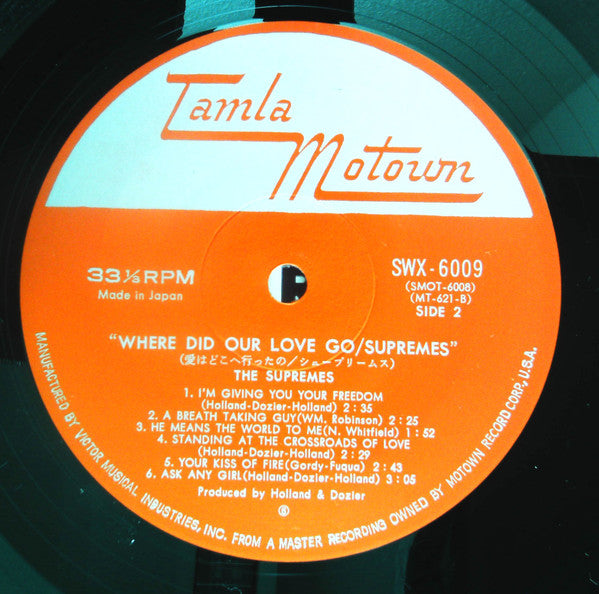 Tamla
Motown
33⅓ RPM
Made in Japan
SWX-6009
(SMOT-6008)
(MT-621-B)
SIDE 2
"WHERE DID OUR LOVE GO/SUPREMES"
(愛はどこへ行ったの/シュープリームス)
THE SUPREMES
1. I'M GIVING YOU YOUR FREEDOM
(Holland-Dozier-Holland) 2:35
2. A BREATH TAKING GUY(WM. Robinson) 2:25
3. HE MEANS THE WORLD TO ME(N. Whitfield) 1:52
4. STANDING AT THE CROSSROADS OF LOVE
(Holland-Dozier-Holland) 2:29
5. YOUR KISS OF FIRE(Gordy-Fuqua) 2:43
6. ASK ANY GIRL(Holland-Dozier-Holland) 3:05
Produced by Holland & Dozier
MANUFACTURED BY VICTOR MUSICAL INDUSTRIES, INC. FROM A MASTER RECORDING OWNED BY MOTOWN RECORD CORP., U.S.A.